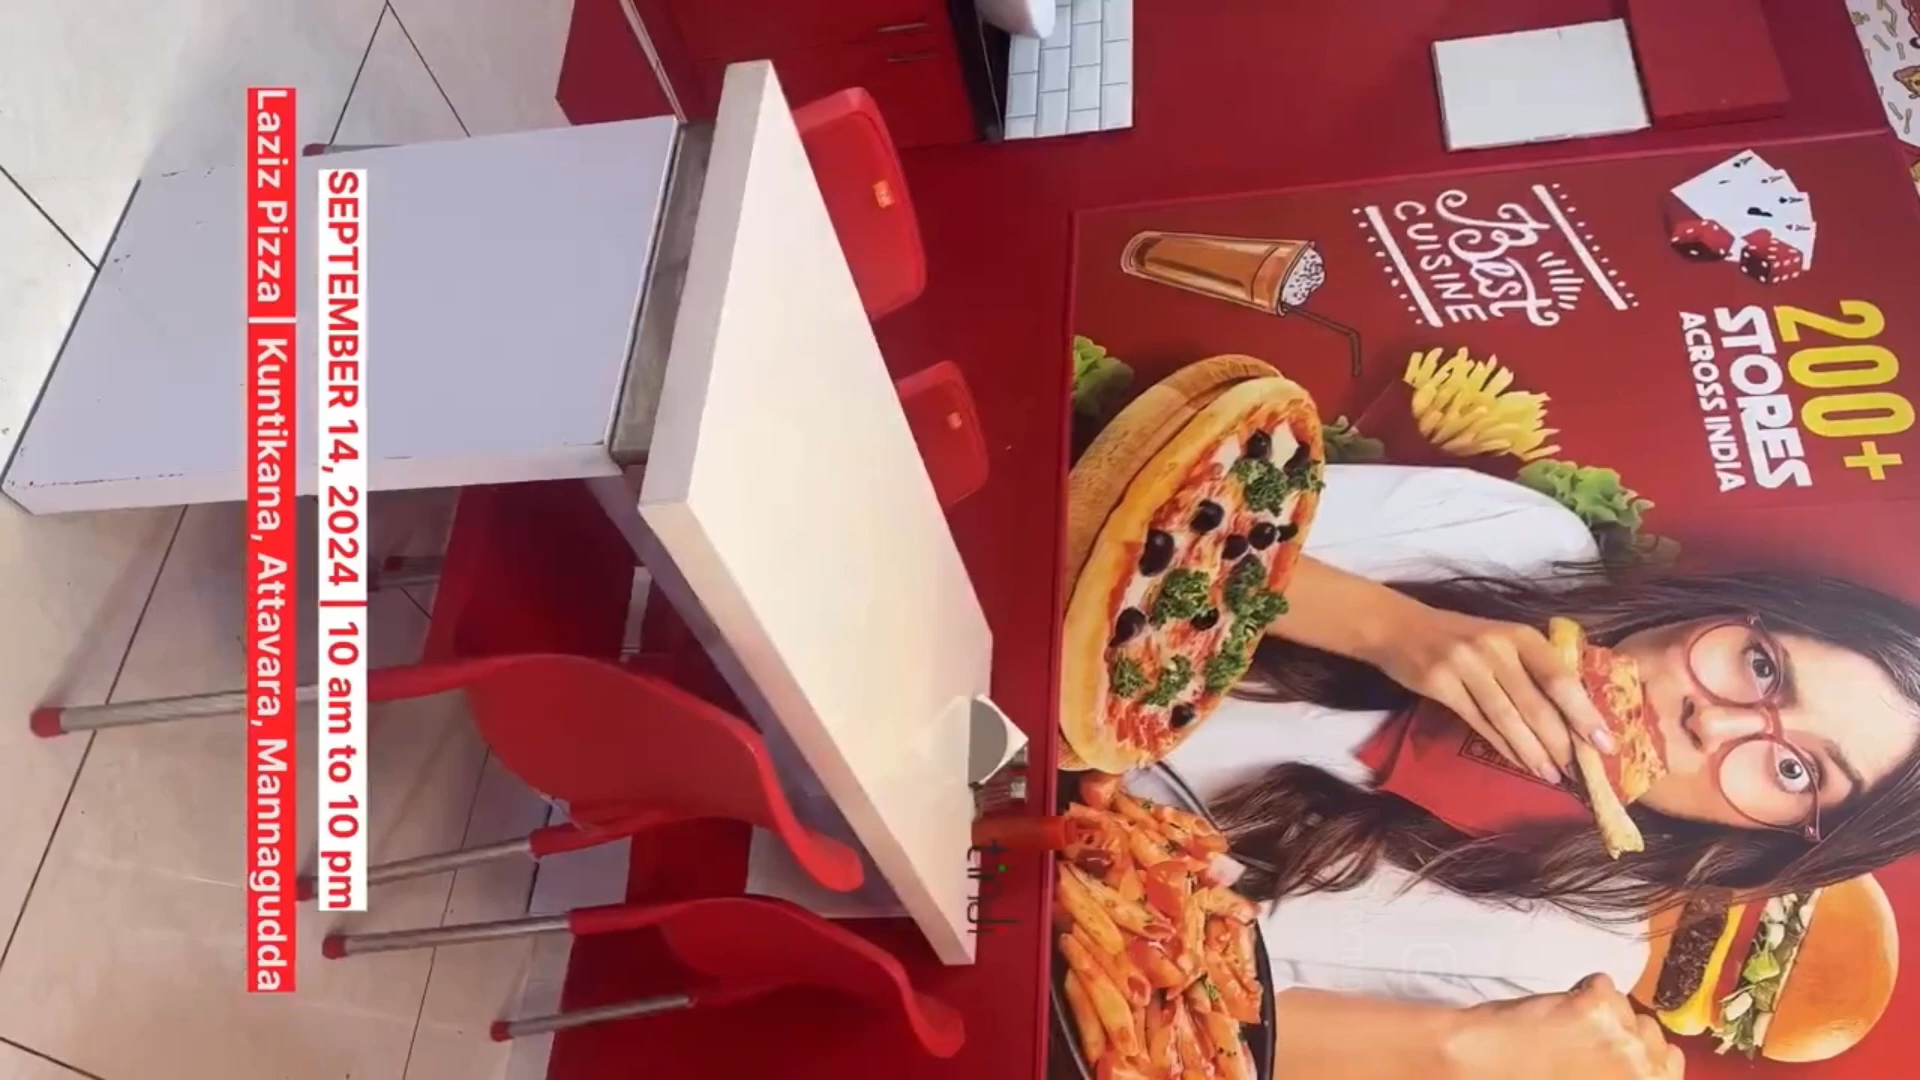 200+
STORES
ACROSS INDIA
Best
CUISINE
tindi
SEPTEMBER 14, 2024 | 10 am to 10 pm
Laziz Pizza | Kuntikana, Attavara, Mannagudda